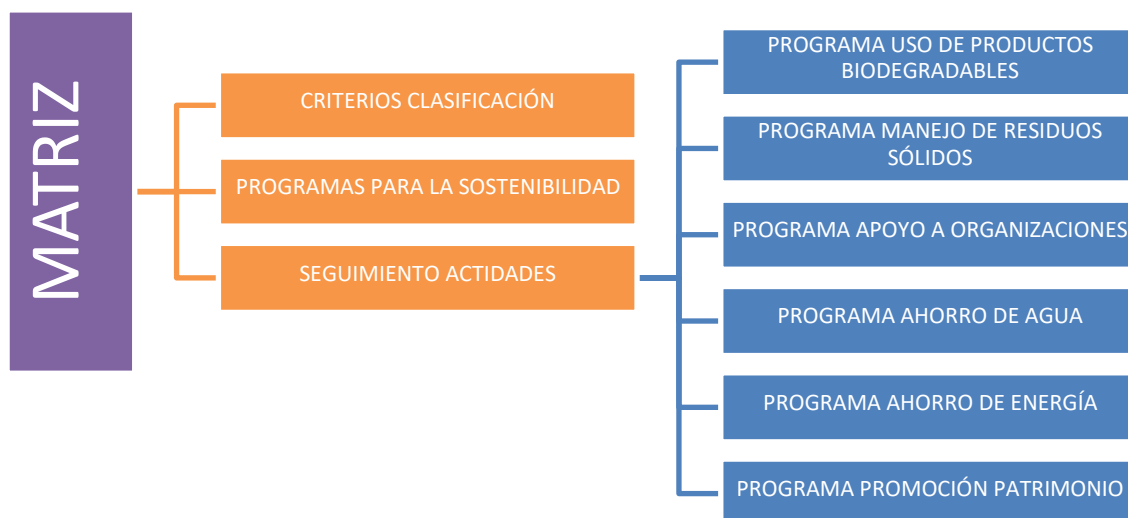 MATRIZ
CRITERIOS CLASIFICACIÓN
PROGRAMAS PARA LA SOSTENIBILIDAD
SEGUIMIENTO ACTIDADES
PROGRAMA USO DE PRODUCTOS
BIODEGRADABLES
PROGRAMA MANEJO DE RESIDUOS
SÓLIDOS
PROGRAMA APOYO A ORGANIZACIONES
PROGRAMA AHORRO DE AGUA
PROGRAMA AHORRO DE ENERGÍA
PROGRAMA PROMOCIÓN PATRIMONIO